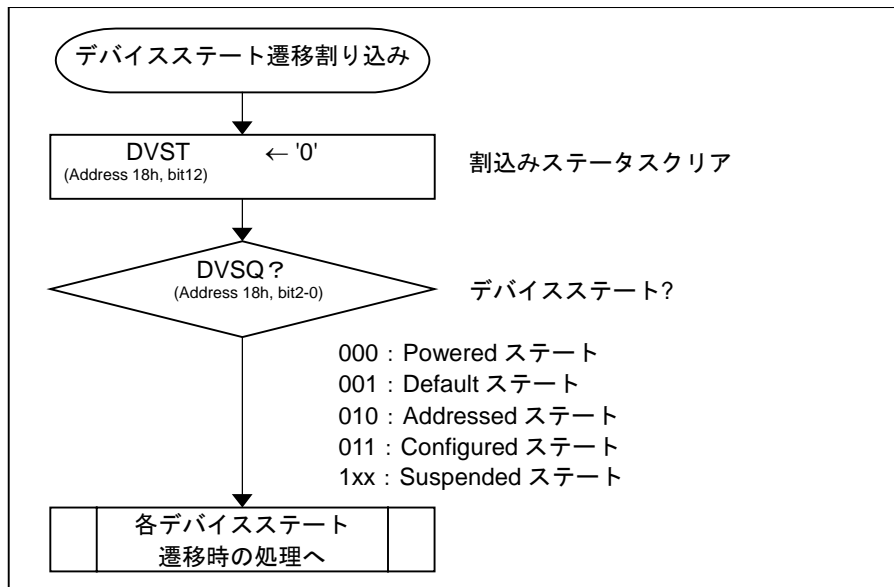 デバイスステート遷移割り込み
DVST ← '0'
(Address 18h, bit12)
割込みステータスクリア
DVSQ？
(Address 18h, bit2-0)
デバイスステート?
000：Powered ステート
001：Default ステート
010：Addressed ステート
011：Configured ステート
1xx：Suspended ステート
各デバイスステート
遷移時の処理へ